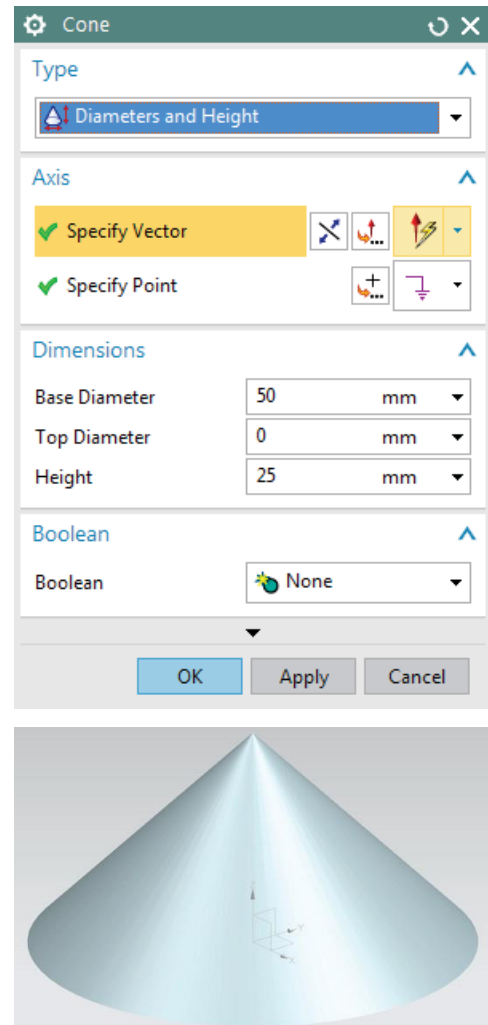 Cone
Type
Diameters and Height
Axis
Specify Vector
Specify Point
Dimensions
Base Diameter 50 mm
Top Diameter 0 mm
Height 25 mm
Boolean
Boolean None
OK Apply Cancel